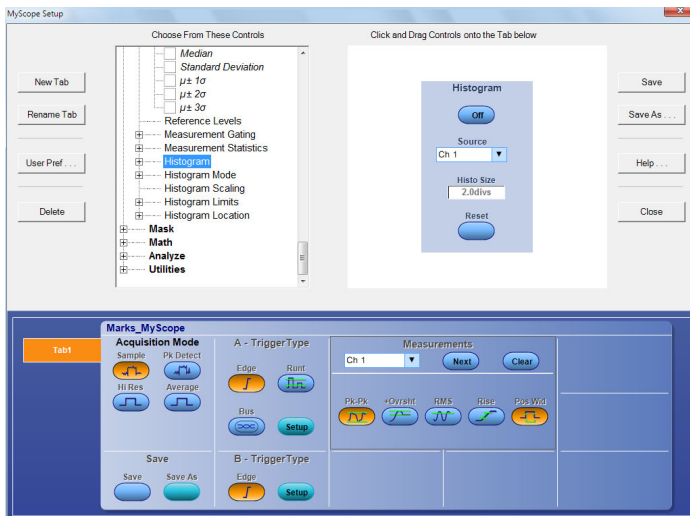 MyScope Setup
Choose From These Controls
Click and Drag Controls onto the Tab below
New Tab
Rename Tab
User Pref . . .
Delete
Median
Standard Deviation
μ± 1σ
μ± 2σ
μ± 3σ
Reference Levels
Measurement Gating
Measurement Statistics
Histogram
Histogram Mode
Histogram Scaling
Histogram Limits
Histogram Location
Mask
Math
Analyze
Utilities
Histogram
Off
Source
Ch 1
Histo Size
2.0divs
Reset
Save
Save As . . .
Help . . .
Close
Tab1
Marks_MyScope
Acquisition Mode
Sample Pk Detect
Hi Res Average
Save
Save Save As
A - TriggerType
Edge Runt
Bus
Setup
B - TriggerType
Edge
Setup
Measurements
Ch 1 Next Clear
Pk-Pk +Ovrsht RMS Rise Pos Wid